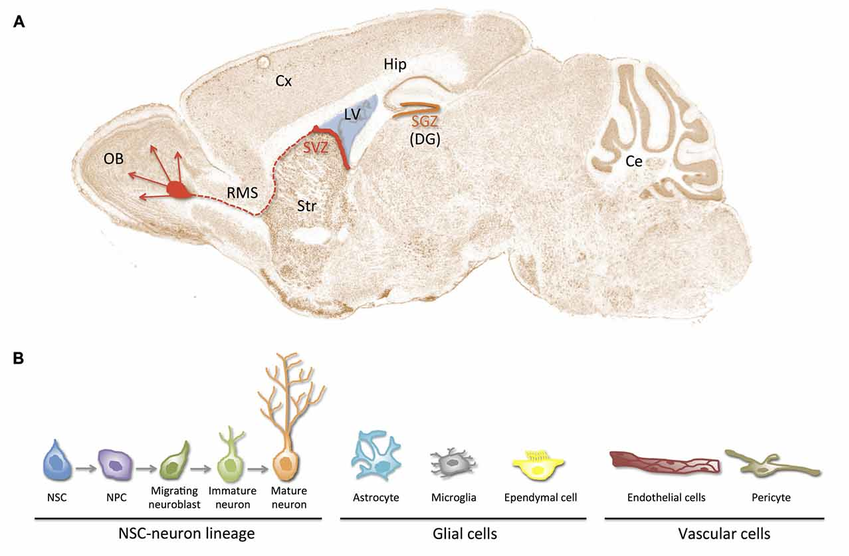 A
Hip
Cx
LV
SGZ
(DG)
SVZ
OB
Ce
RMS
Str
B
NSC
NPC
Migrating
neuroblast
Immature
neuron
Mature
neuron
Astrocyte
Microglia
Ependymal cell
Endothelial cells
Pericyte
NSC-neuron lineage
Glial cells
Vascular cells